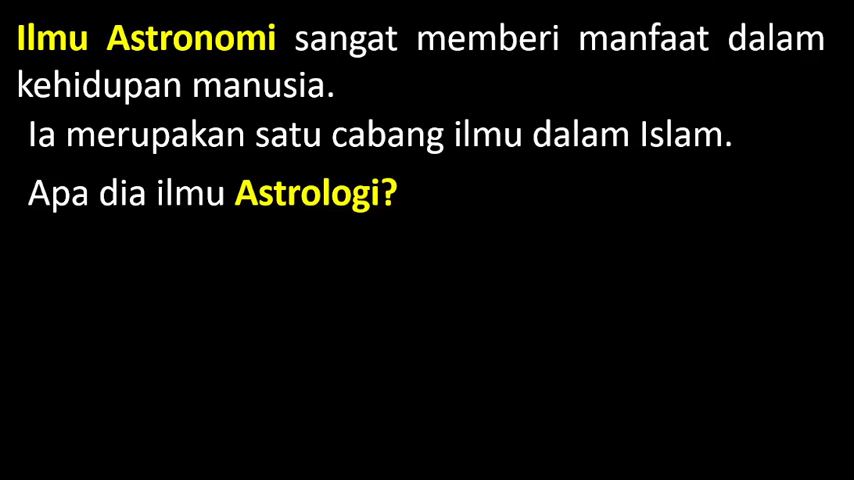 Ilmu Astronomi sangat memberi manfaat dalam
kehidupan manusia.
Ia merupakan satu cabang ilmu dalam Islam.
Apa dia ilmu Astrologi?